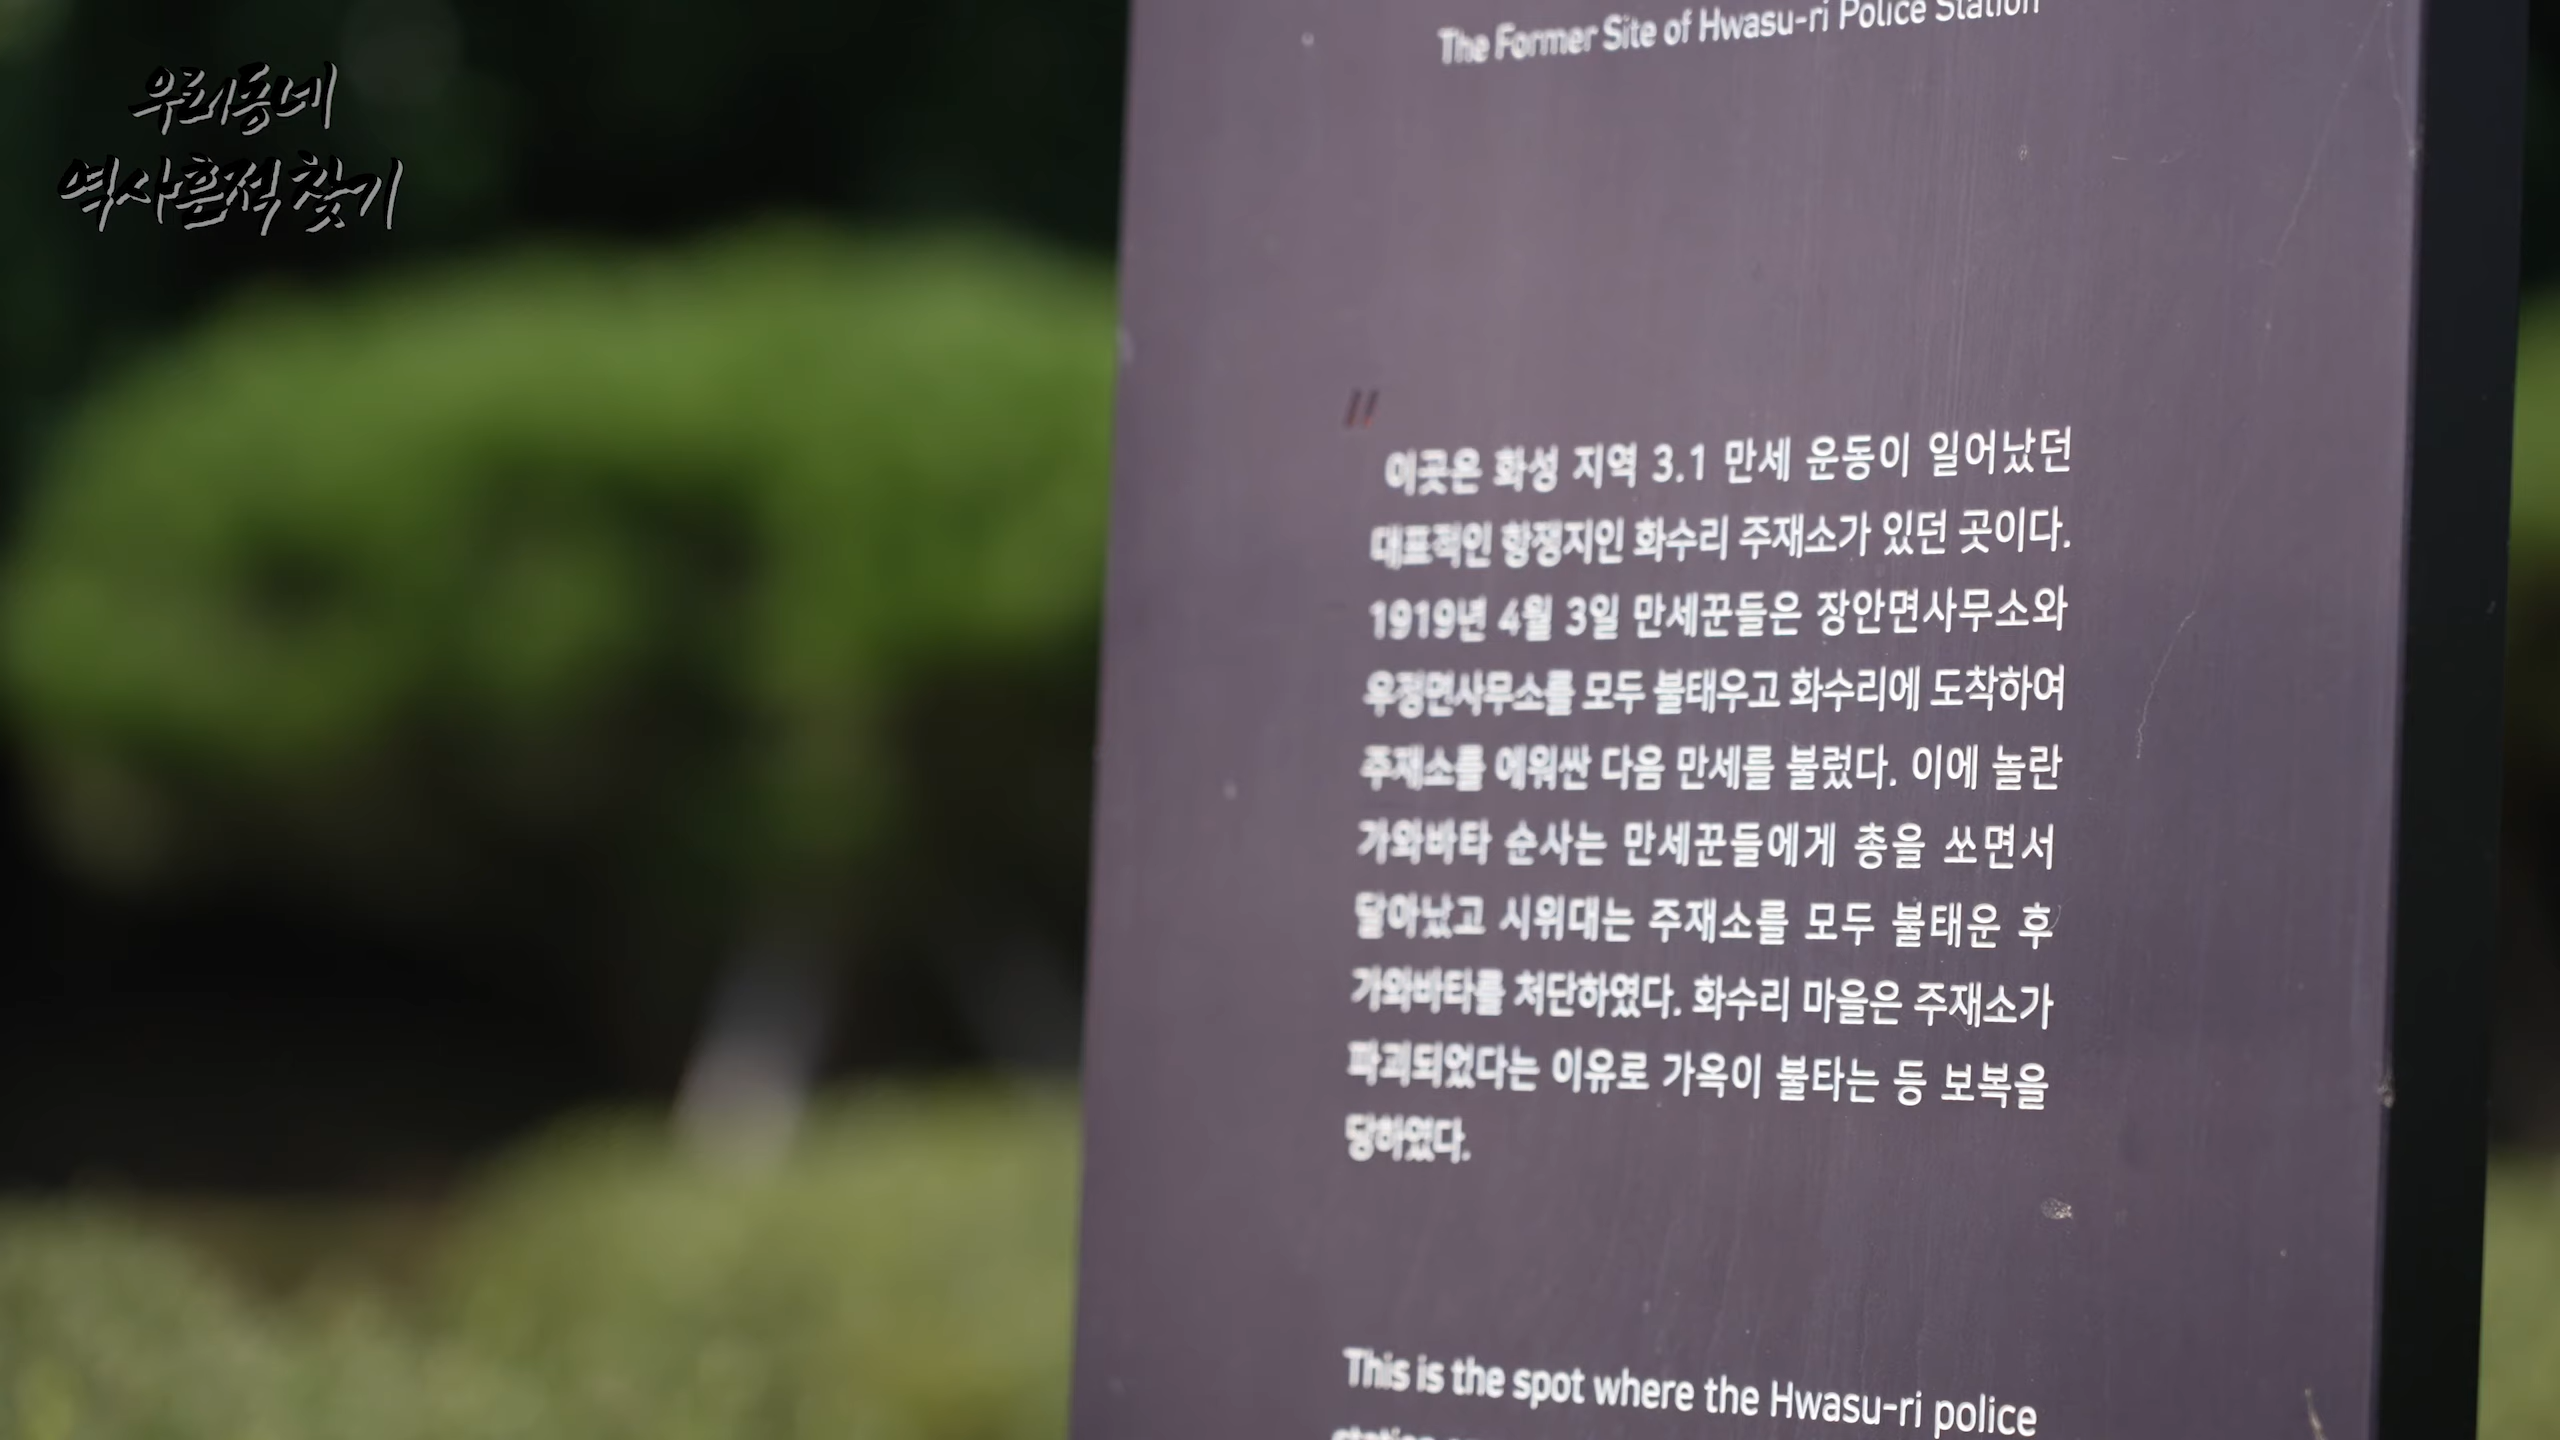 우리동네
역사흔적 찾기
The Former Site of Hwasu-ri Police Station
"
이곳은 화성 지역 3.1 만세 운동이 일어났던
대표적인 항쟁지인 화수리 주재소가 있던 곳이다.
1919년 4월 3일 만세꾼들은 장안면사무소와
우정면사무소를 모두 불태우고 화수리에 도착하여
주재소를 에워싼 다음 만세를 불렀다. 이에 놀란
가와바타 순사는 만세꾼들에게 총을 쏘면서
달아났고 시위대는 주재소를 모두 불태운 후
가와바타를 처단하였다. 화수리 마을은 주재소가
파괴되었다는 이유로 가옥이 불타는 등 보복을
당하였다.
This is the spot where the Hwasu-ri police